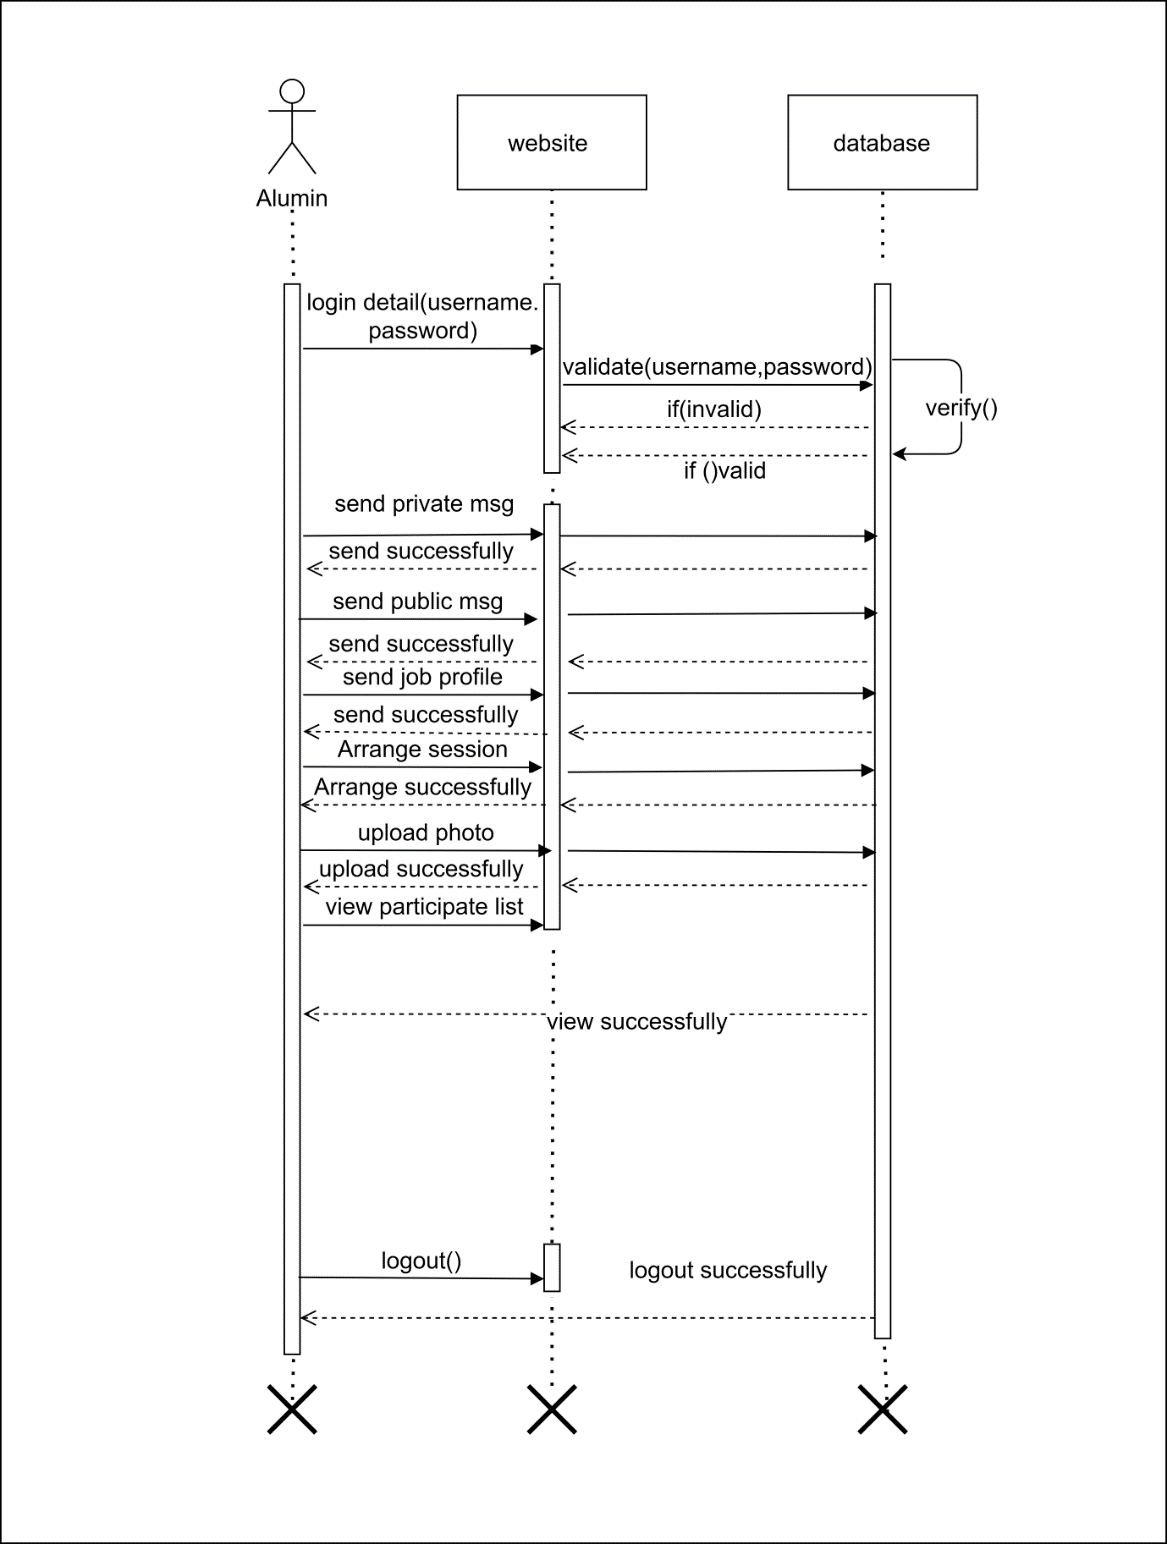 website
database
Alumin
login detail(username.
password)
validate(username,password)
if(invalid)
verify()
if ()valid
send private msg
send successfully
send public msg
send successfully
send job profile
send successfully
Arrange session
Arrange successfully
upload photo
upload successfully
view participate list
view successfully
logout()
logout successfully